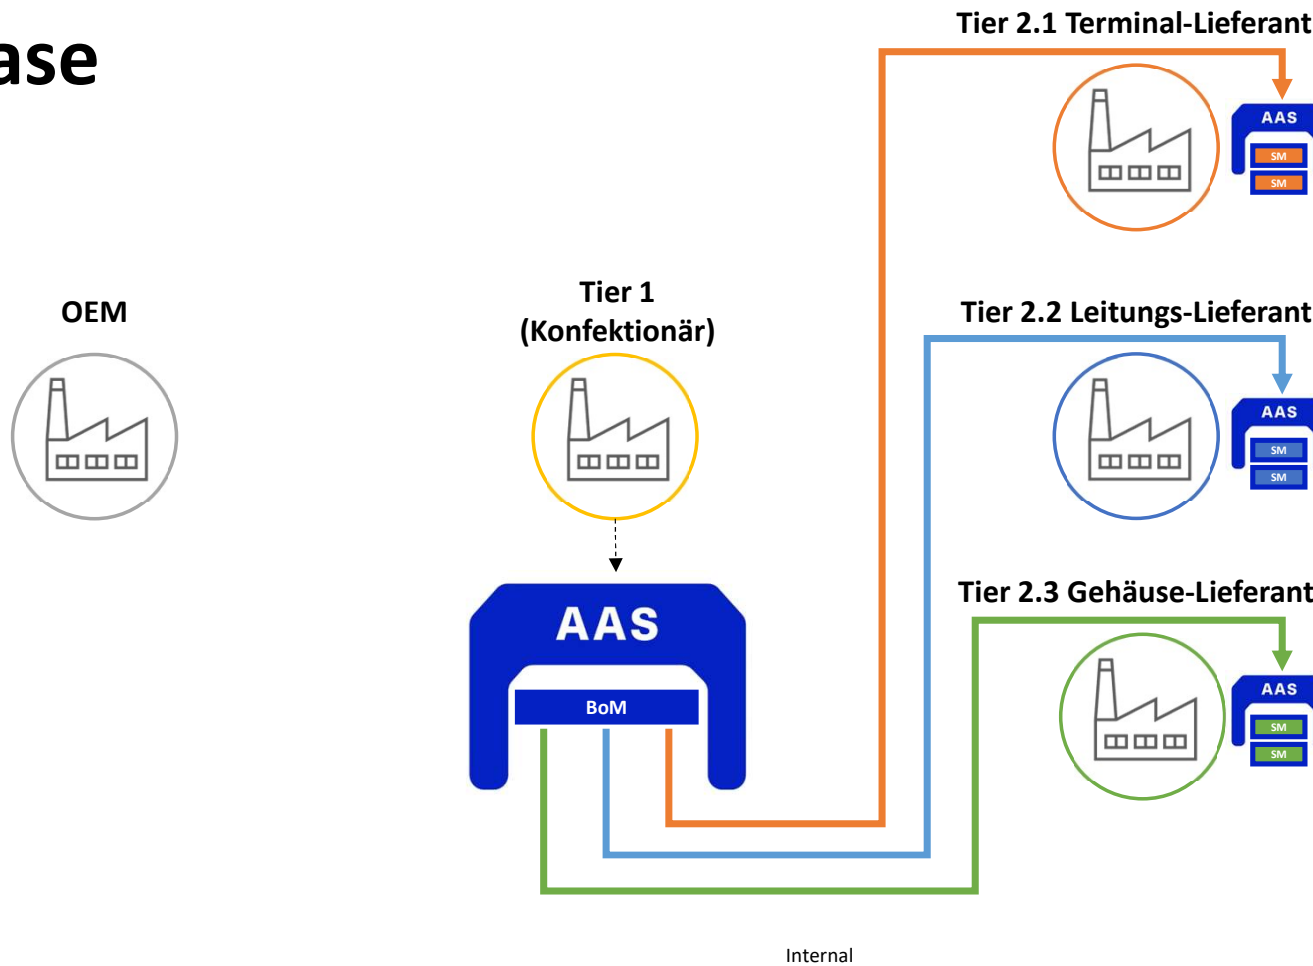 ase
Tier 2.1 Terminal-Lieferant
AAS
SM
SM
OEM
Tier 1
(Konfektionär)
Tier 2.2 Leitungs-Lieferant
AAS
SM
SM
Tier 2.3 Gehäuse-Lieferant
AAS
SM
SM
AAS
BoM
Internal